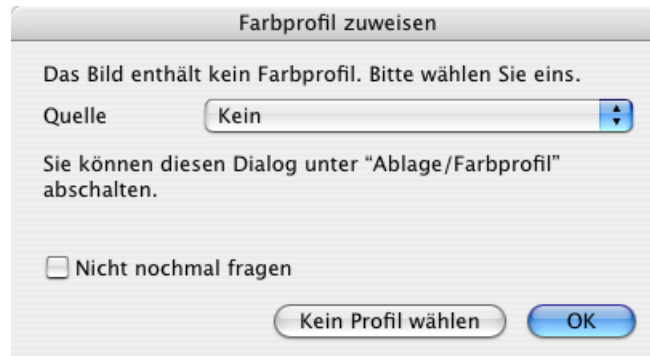 Farbprofil zuweisen
Das Bild enthält kein Farbprofil. Bitte wählen Sie eins.
Quelle Kein
Sie können diesen Dialog unter “Ablage/Farbprofil”
abschalten.
Nicht nochmal fragen
Kein Profil wählen OK